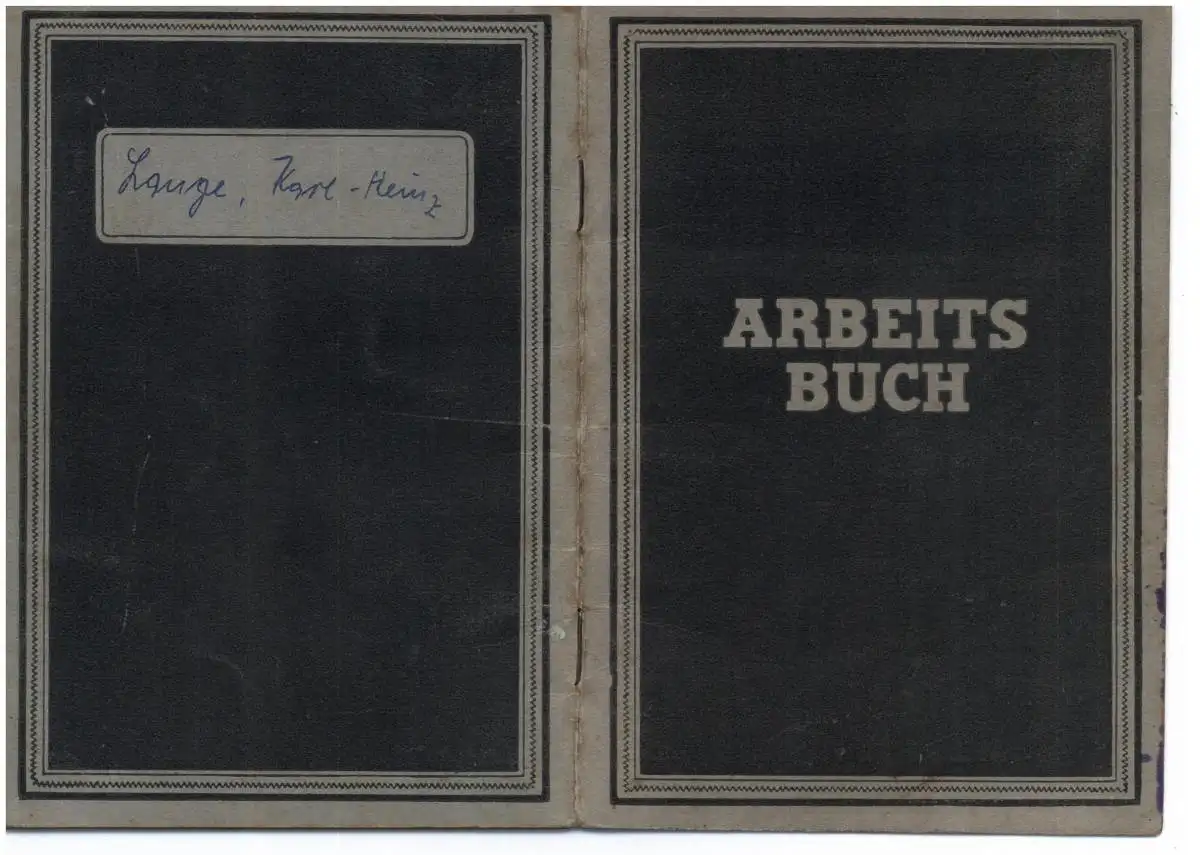 Lange, Karl-Heinz
ARBEITS
BUCH